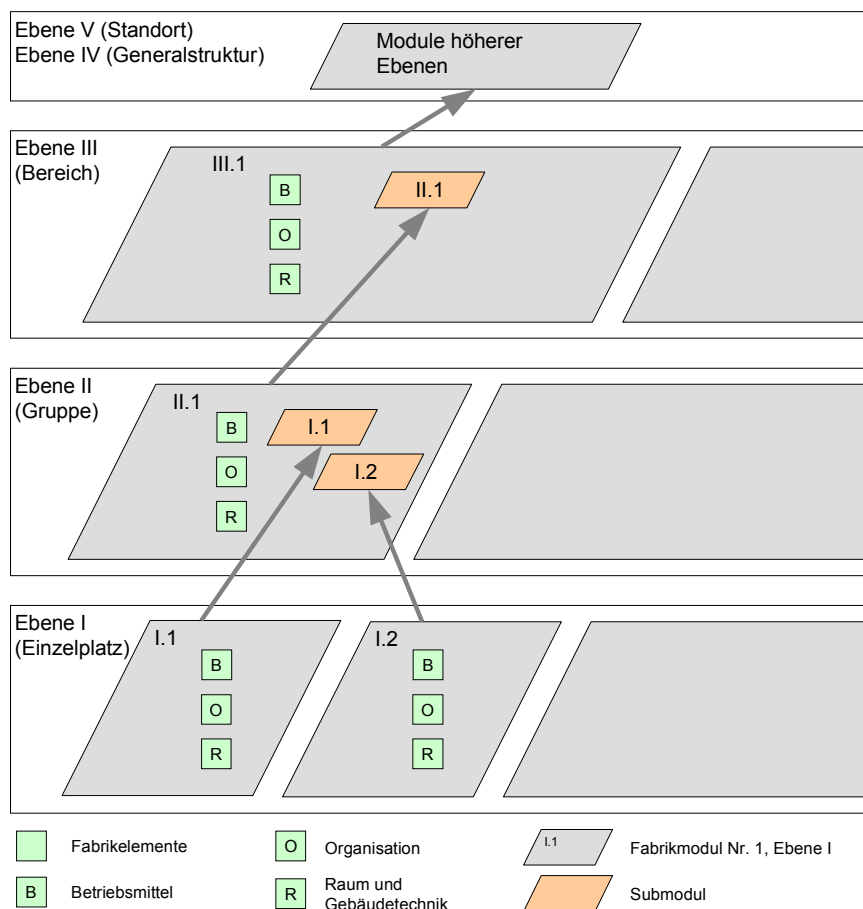 Ebene V (Standort)
Ebene IV (Generalstruktur)
Module höherer
Ebenen
Ebene III
(Bereich)
III.1
B
II.1
O
R
Ebene II
(Gruppe)
II.1
B
I.1
O
I.2
R
Ebene I
(Einzelplatz)
I.1
I.2
B
B
O
O
R
R
Fabrikelemente
O
Organisation
I.1
Fabrikmodul Nr. 1, Ebene I
B
Betriebsmittel
R
Raum und
Gebäudetechnik
Submodul